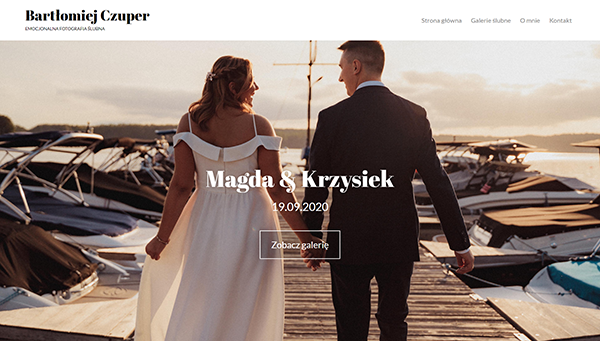 Bartłomiej Czuper
EMOCJONALNA FOTOGRAFIA ŚLUBNA
Strona główna
Galerie ślubne
O mnie
Kontakt
Magda & Krzysiek
19.09.2020
Zobacz galerię